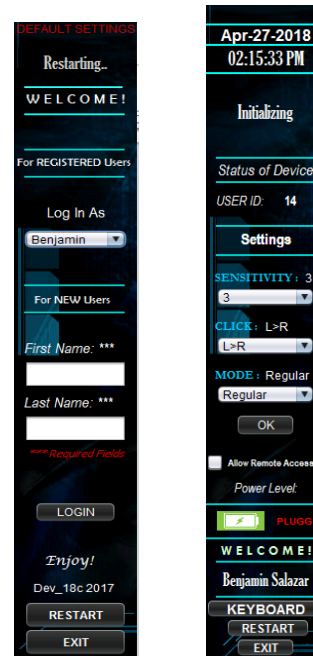 DEFAULT SETTINGS
Restarting..
WELCOME!
For REGISTERED Users
Log In As
Benjamin
For NEW Users
First Name: ***
Last Name: ***
*** Required Fields
LOGIN
Enjoy!
Dev_18c 2017
RESTART
EXIT
Apr-27-2018
02:15:33 PM
Initializing
Status of Device
USER ID: 14
Settings
SENSITIVITY: 3
3
CLICK: L>R
L>R
MODE: Regular
Regular
OK
Allow Remote Access
Power Level:
PLUGG
WELCOME!
Benjamin Salazar
KEYBOARD
RESTART
EXIT